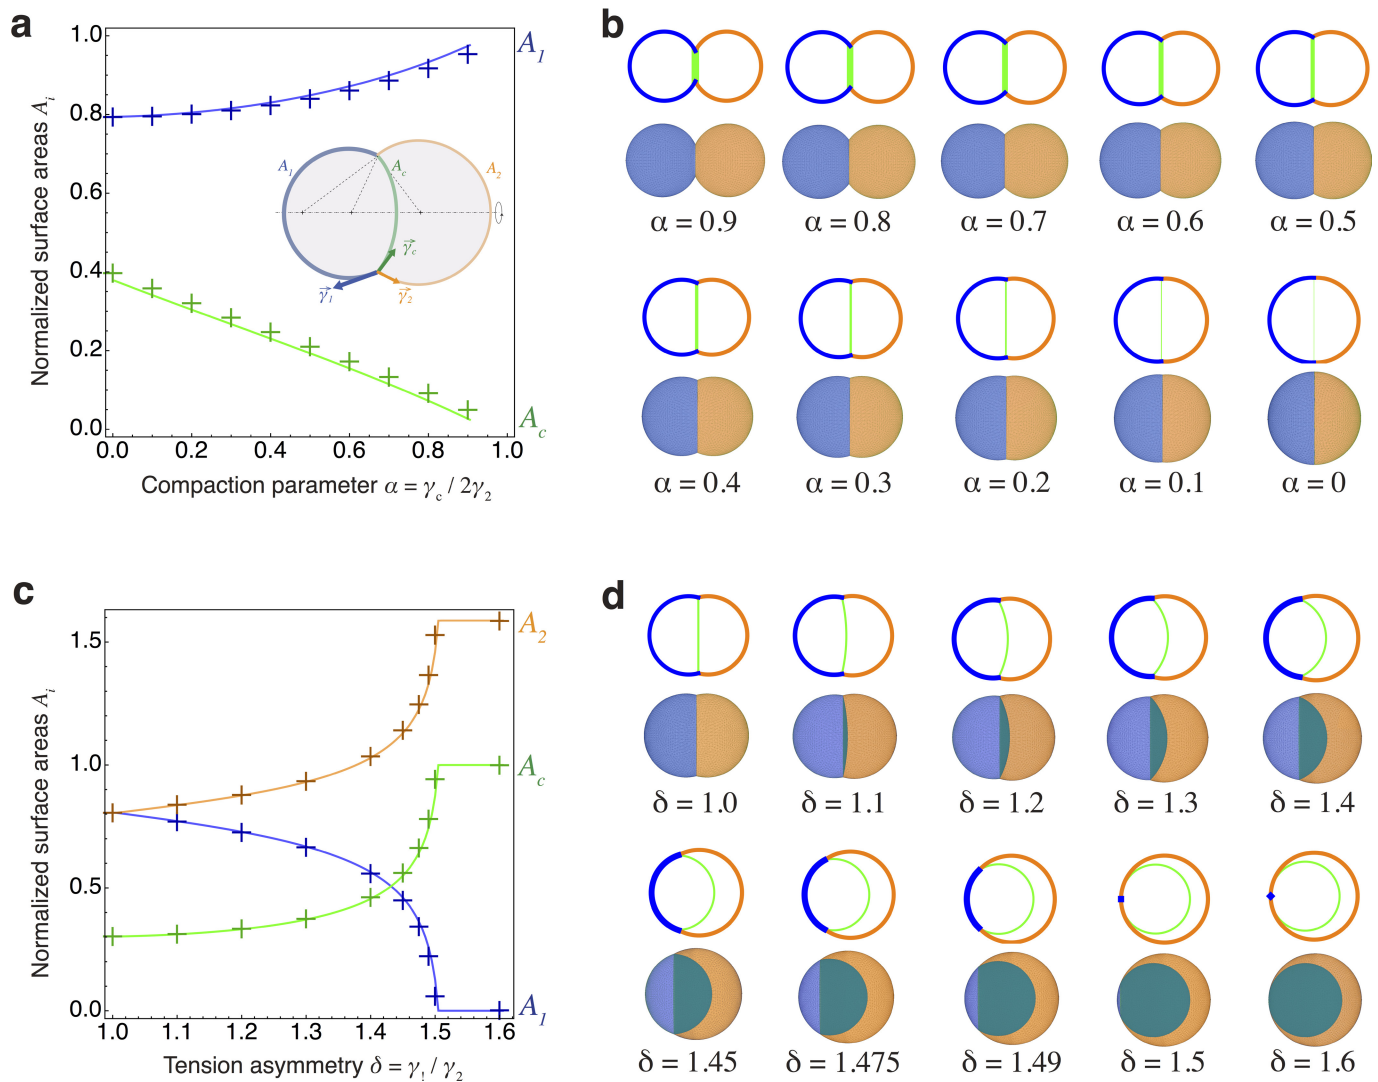 a
Normalized surface areas Aᵢ
1.0
0.8
0.6
0.4
0.2
0.0
0.0 0.2 0.4 0.6 0.8 1.0
Compaction parameter α = γc / 2γ2
A1
Ac
A1
Ac
A2
γ⃗c
γ⃗1
γ⃗2
b
α = 0.9 α = 0.8 α = 0.7 α = 0.6 α = 0.5
α = 0.4 α = 0.3 α = 0.2 α = 0.1 α = 0
c
Normalized surface areas Aᵢ
1.5
1.0
0.5
0.0
1.0 1.1 1.2 1.3 1.4 1.5 1.6
Tension asymmetry δ = γ! / γ2
A2
Ac
A1
d
δ = 1.0 δ = 1.1 δ = 1.2 δ = 1.3 δ = 1.4
δ = 1.45 δ = 1.475 δ = 1.49 δ = 1.5 δ = 1.6